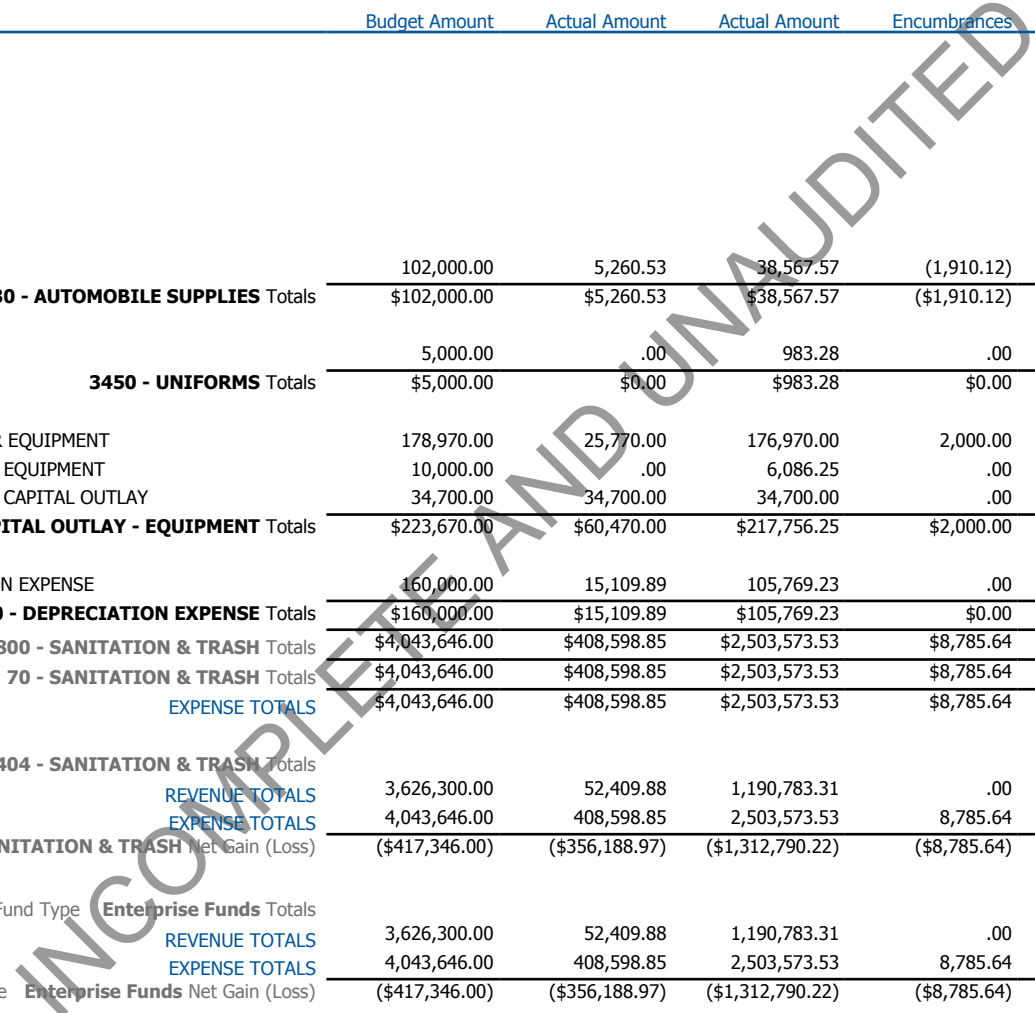 Budget Amount Actual Amount Actual Amount Encumbrances
102,000.00 5,260.53 38,567.57 (1,910.12)
30 - AUTOMOBILE SUPPLIES Totals $102,000.00 $5,260.53 $38,567.57 ($1,910.12)
5,000.00 .00 983.28 .00
3450 - UNIFORMS Totals $5,000.00 $0.00 $983.28 $0.00
R EQUIPMENT 178,970.00 25,770.00 176,970.00 2,000.00
EQUIPMENT 10,000.00 .00 6,086.25 .00
CAPITAL OUTLAY 34,700.00 34,700.00 34,700.00 .00
PITAL OUTLAY - EQUIPMENT Totals $223,670.00 $60,470.00 $217,756.25 $2,000.00
ON EXPENSE 160,000.00 15,109.89 105,769.23 .00
0 - DEPRECIATION EXPENSE Totals $160,000.00 $15,109.89 $105,769.23 $0.00
800 - SANITATION & TRASH Totals $4,043,646.00 $408,598.85 $2,503,573.53 $8,785.64
70 - SANITATION & TRASH Totals $4,043,646.00 $408,598.85 $2,503,573.53 $8,785.64
EXPENSE TOTALS $4,043,646.00 $408,598.85 $2,503,573.53 $8,785.64
404 - SANITATION & TRASH Totals
REVENUE TOTALS 3,626,300.00 52,409.88 1,190,783.31 .00
EXPENSE TOTALS 4,043,646.00 408,598.85 2,503,573.53 8,785.64
NITATION & TRASH Net Gain (Loss) ($417,346.00) ($356,188.97) ($1,312,790.22) ($8,785.64)
Fund Type Enterprise Funds Totals
REVENUE TOTALS 3,626,300.00 52,409.88 1,190,783.31 .00
EXPENSE TOTALS 4,043,646.00 408,598.85 2,503,573.53 8,785.64
e Enterprise Funds Net Gain (Loss) ($417,346.00) ($356,188.97) ($1,312,790.22) ($8,785.64)
INCOMPLETE AND UNAUDITED